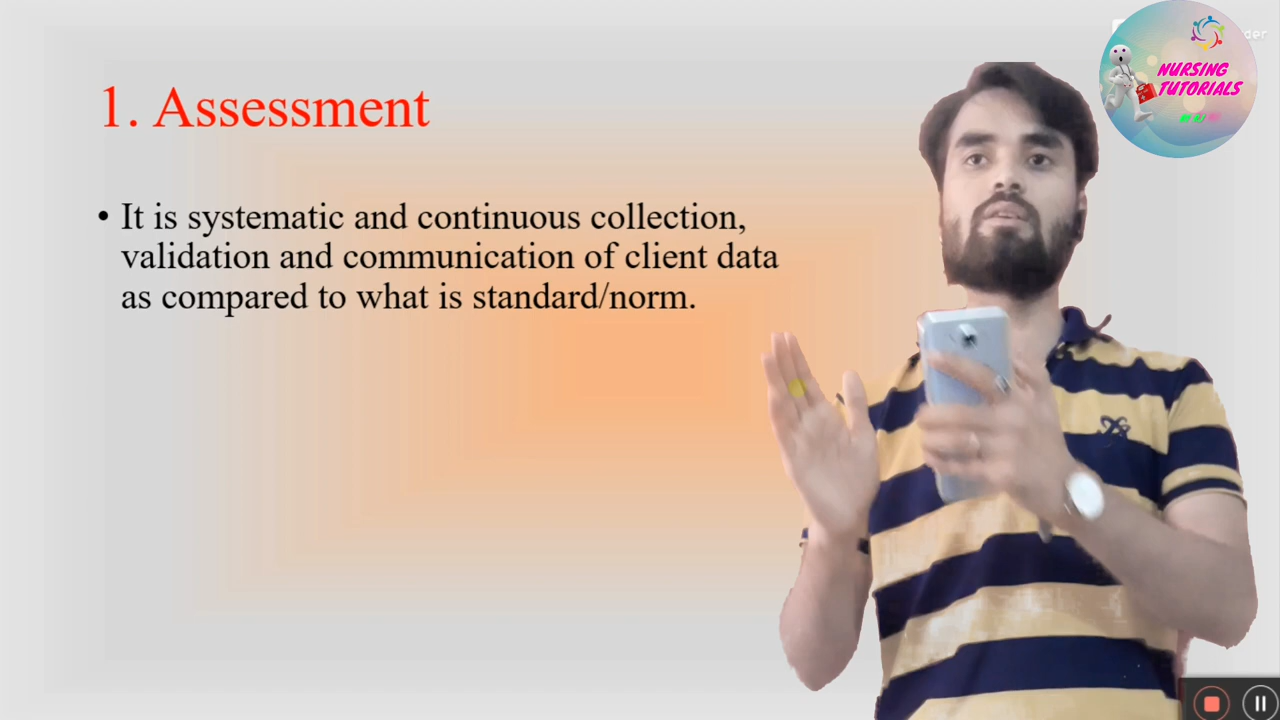 1. Assessment
• It is systematic and continuous collection,
validation and communication of client data
as compared to what is standard/norm.
NURSING
TUTORIALS